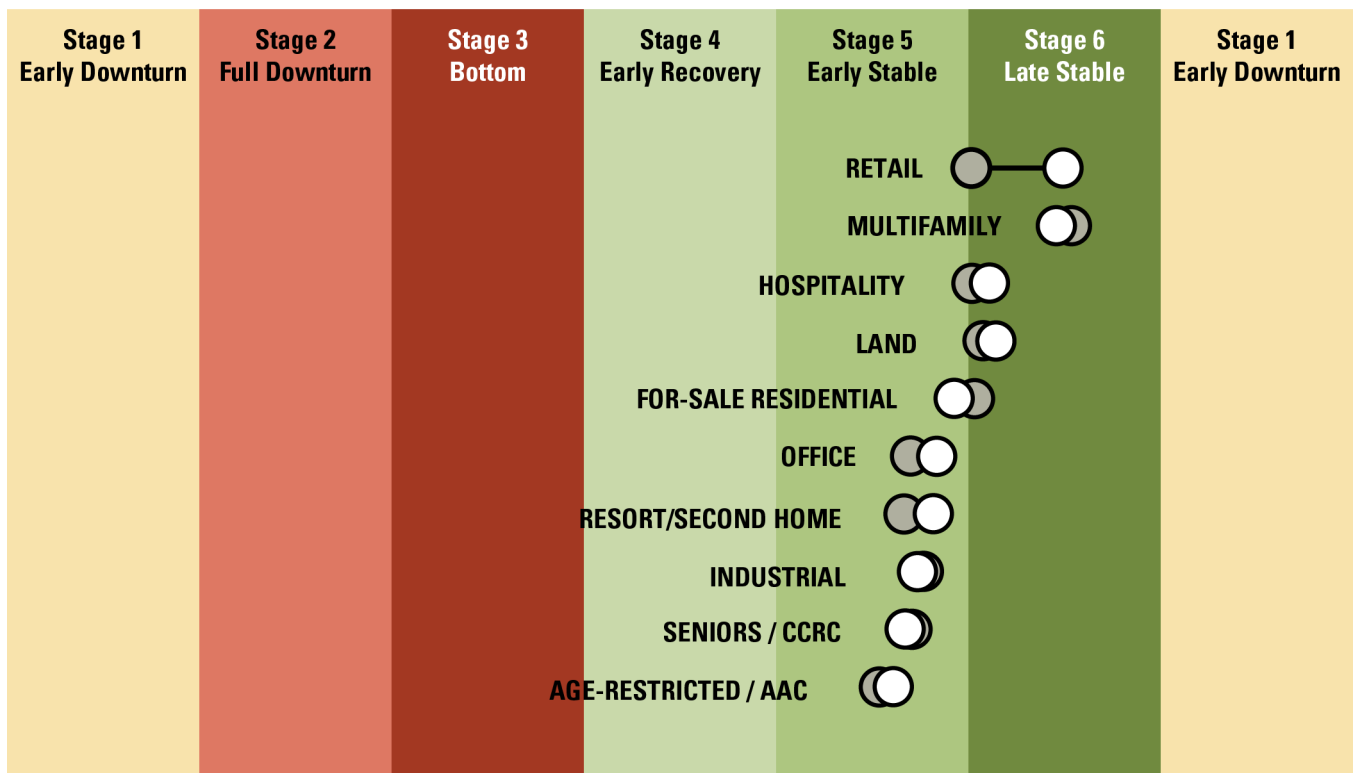 Stage 1
Early Downturn
Stage 2
Full Downturn
Stage 3
Bottom
Stage 4
Early Recovery
Stage 5
Early Stable
Stage 6
Late Stable
Stage 1
Early Downturn
RETAIL
MULTIFAMILY
HOSPITALITY
LAND
FOR-SALE RESIDENTIAL
OFFICE
RESORT/SECOND HOME
INDUSTRIAL
SENIORS / CCRC
AGE-RESTRICTED / AAC